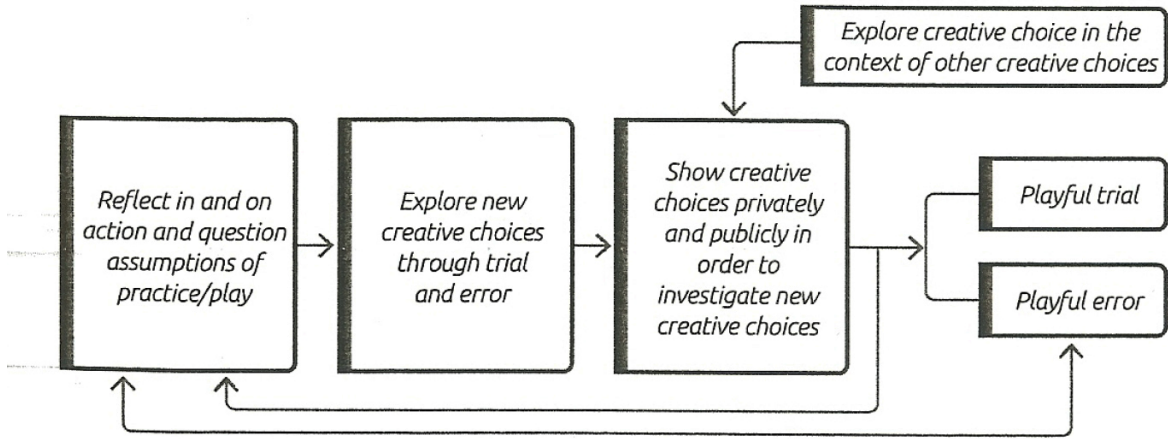 Explore creative choice in the
context of other creative choices
Reflect in and on
action and question
assumptions of
practice/play
Explore new
creative choices
through trial
and error
Show creative
choices privately
and publicly in
order to
investigate new
creative choices
Playful trial
Playful error